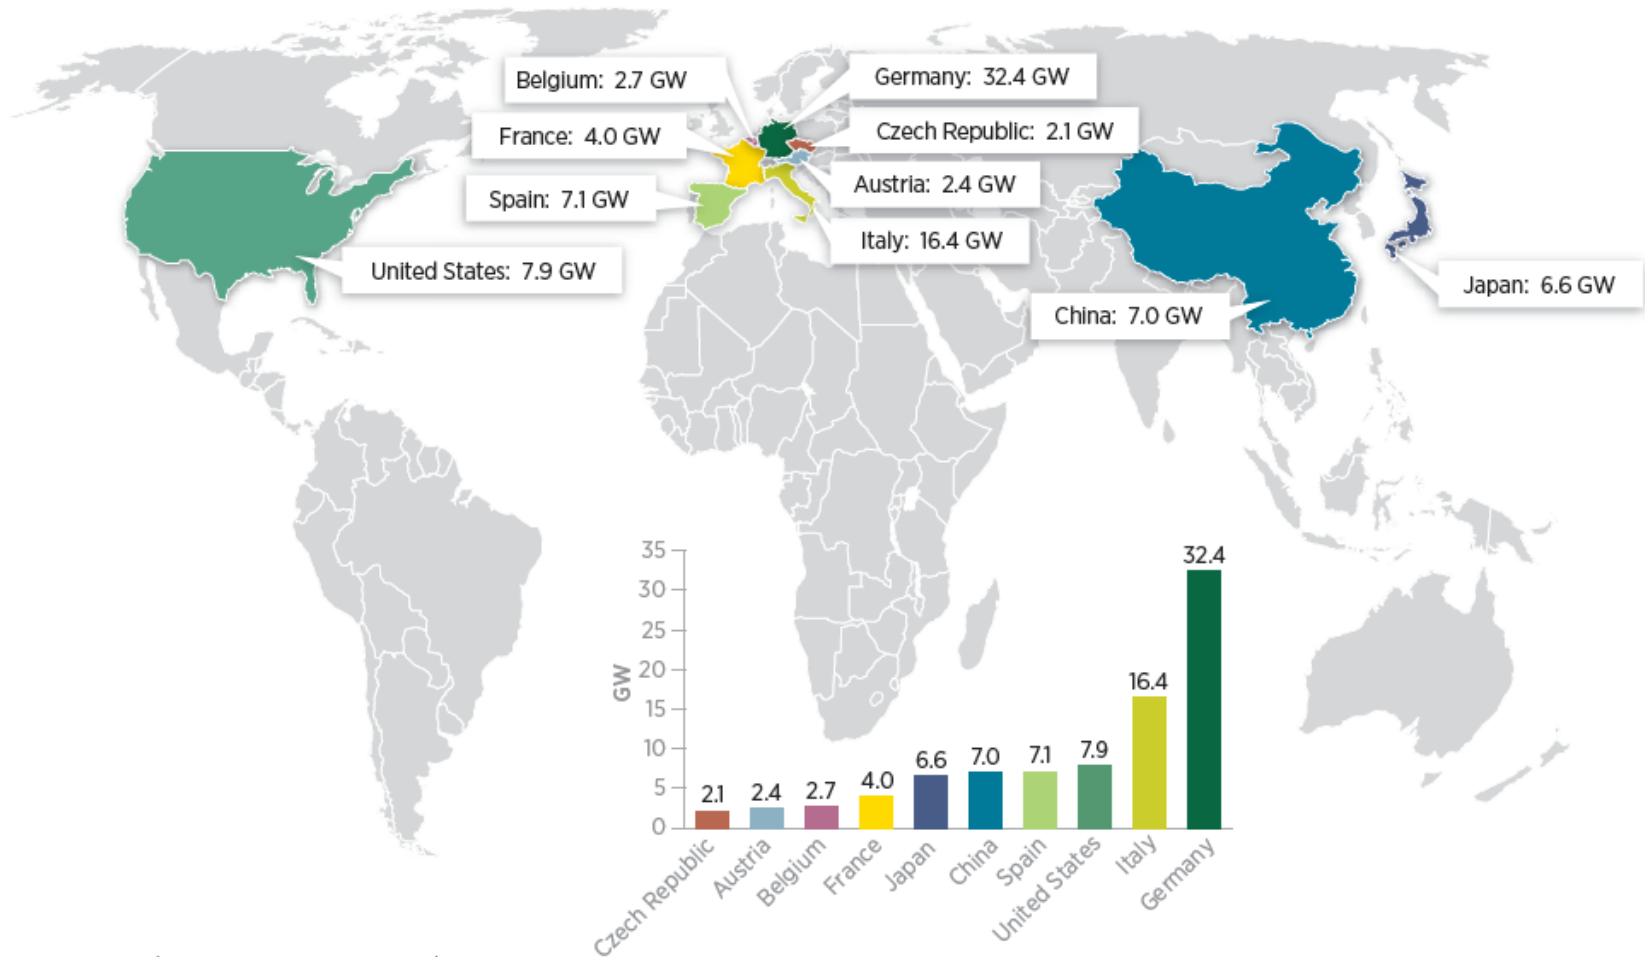 Belgium: 2.7 GW
Germany: 32.4 GW
France: 4.0 GW
Czech Republic: 2.1 GW
Spain: 7.1 GW
Austria: 2.4 GW
Italy: 16.4 GW
United States: 7.9 GW
China: 7.0 GW
Japan: 6.6 GW
GW
35
30
25
20
15
10
5
0
2.1
2.4
2.7
4.0
6.6
7.0
7.1
7.9
16.4
32.4
Czech Republic
Austria
Belgium
France
Japan
China
Spain
United States
Italy
Germany